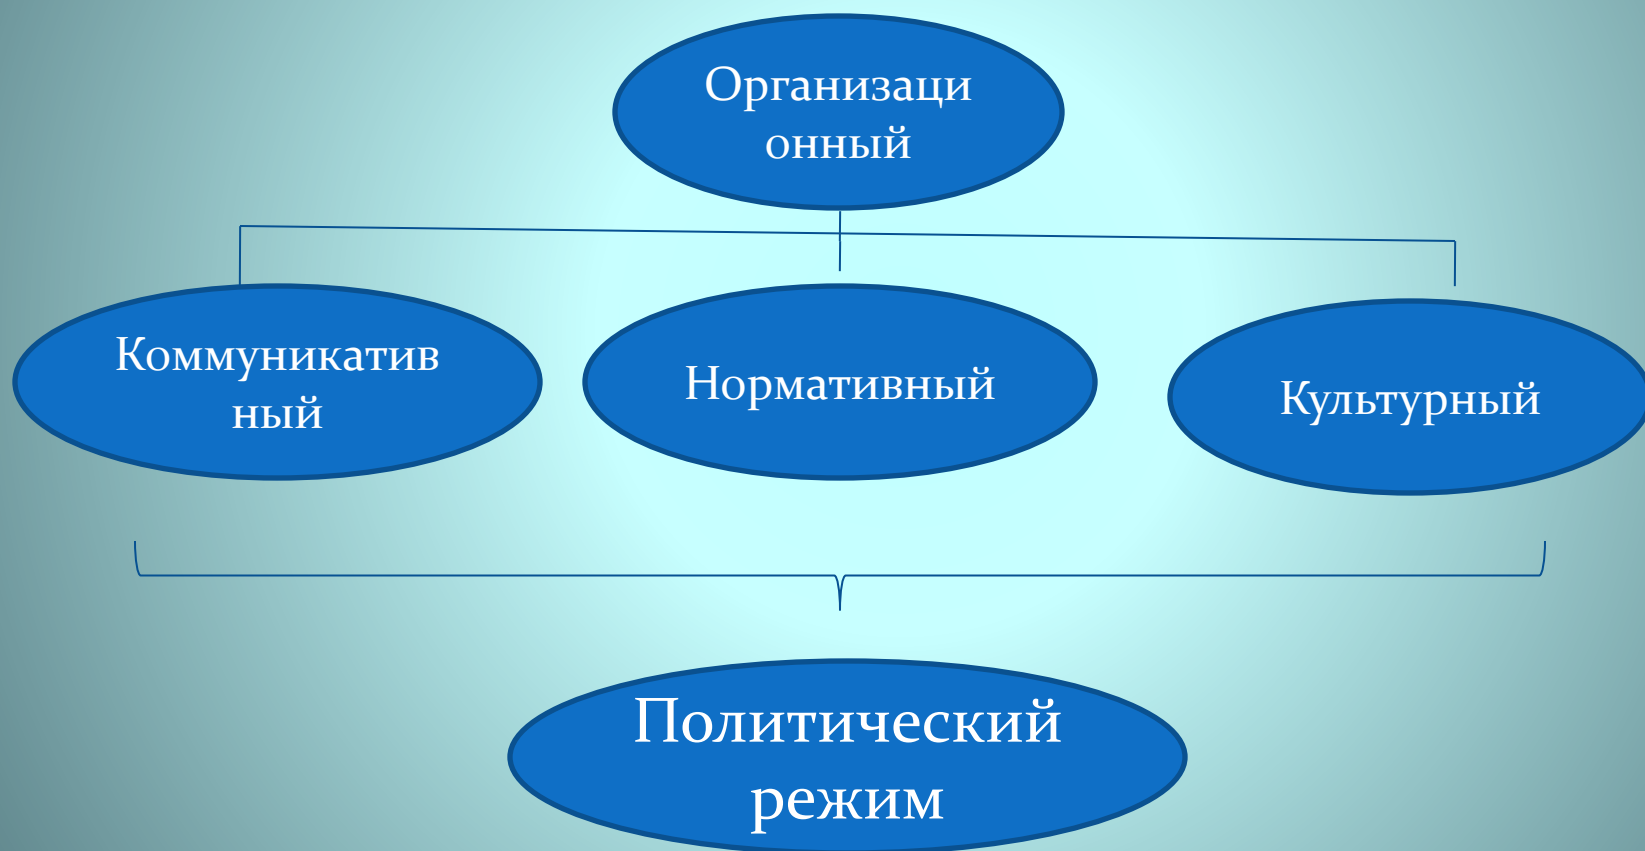 Организаци
онный
Коммуникатив
ный
Нормативный
Культурный
Политический
режим